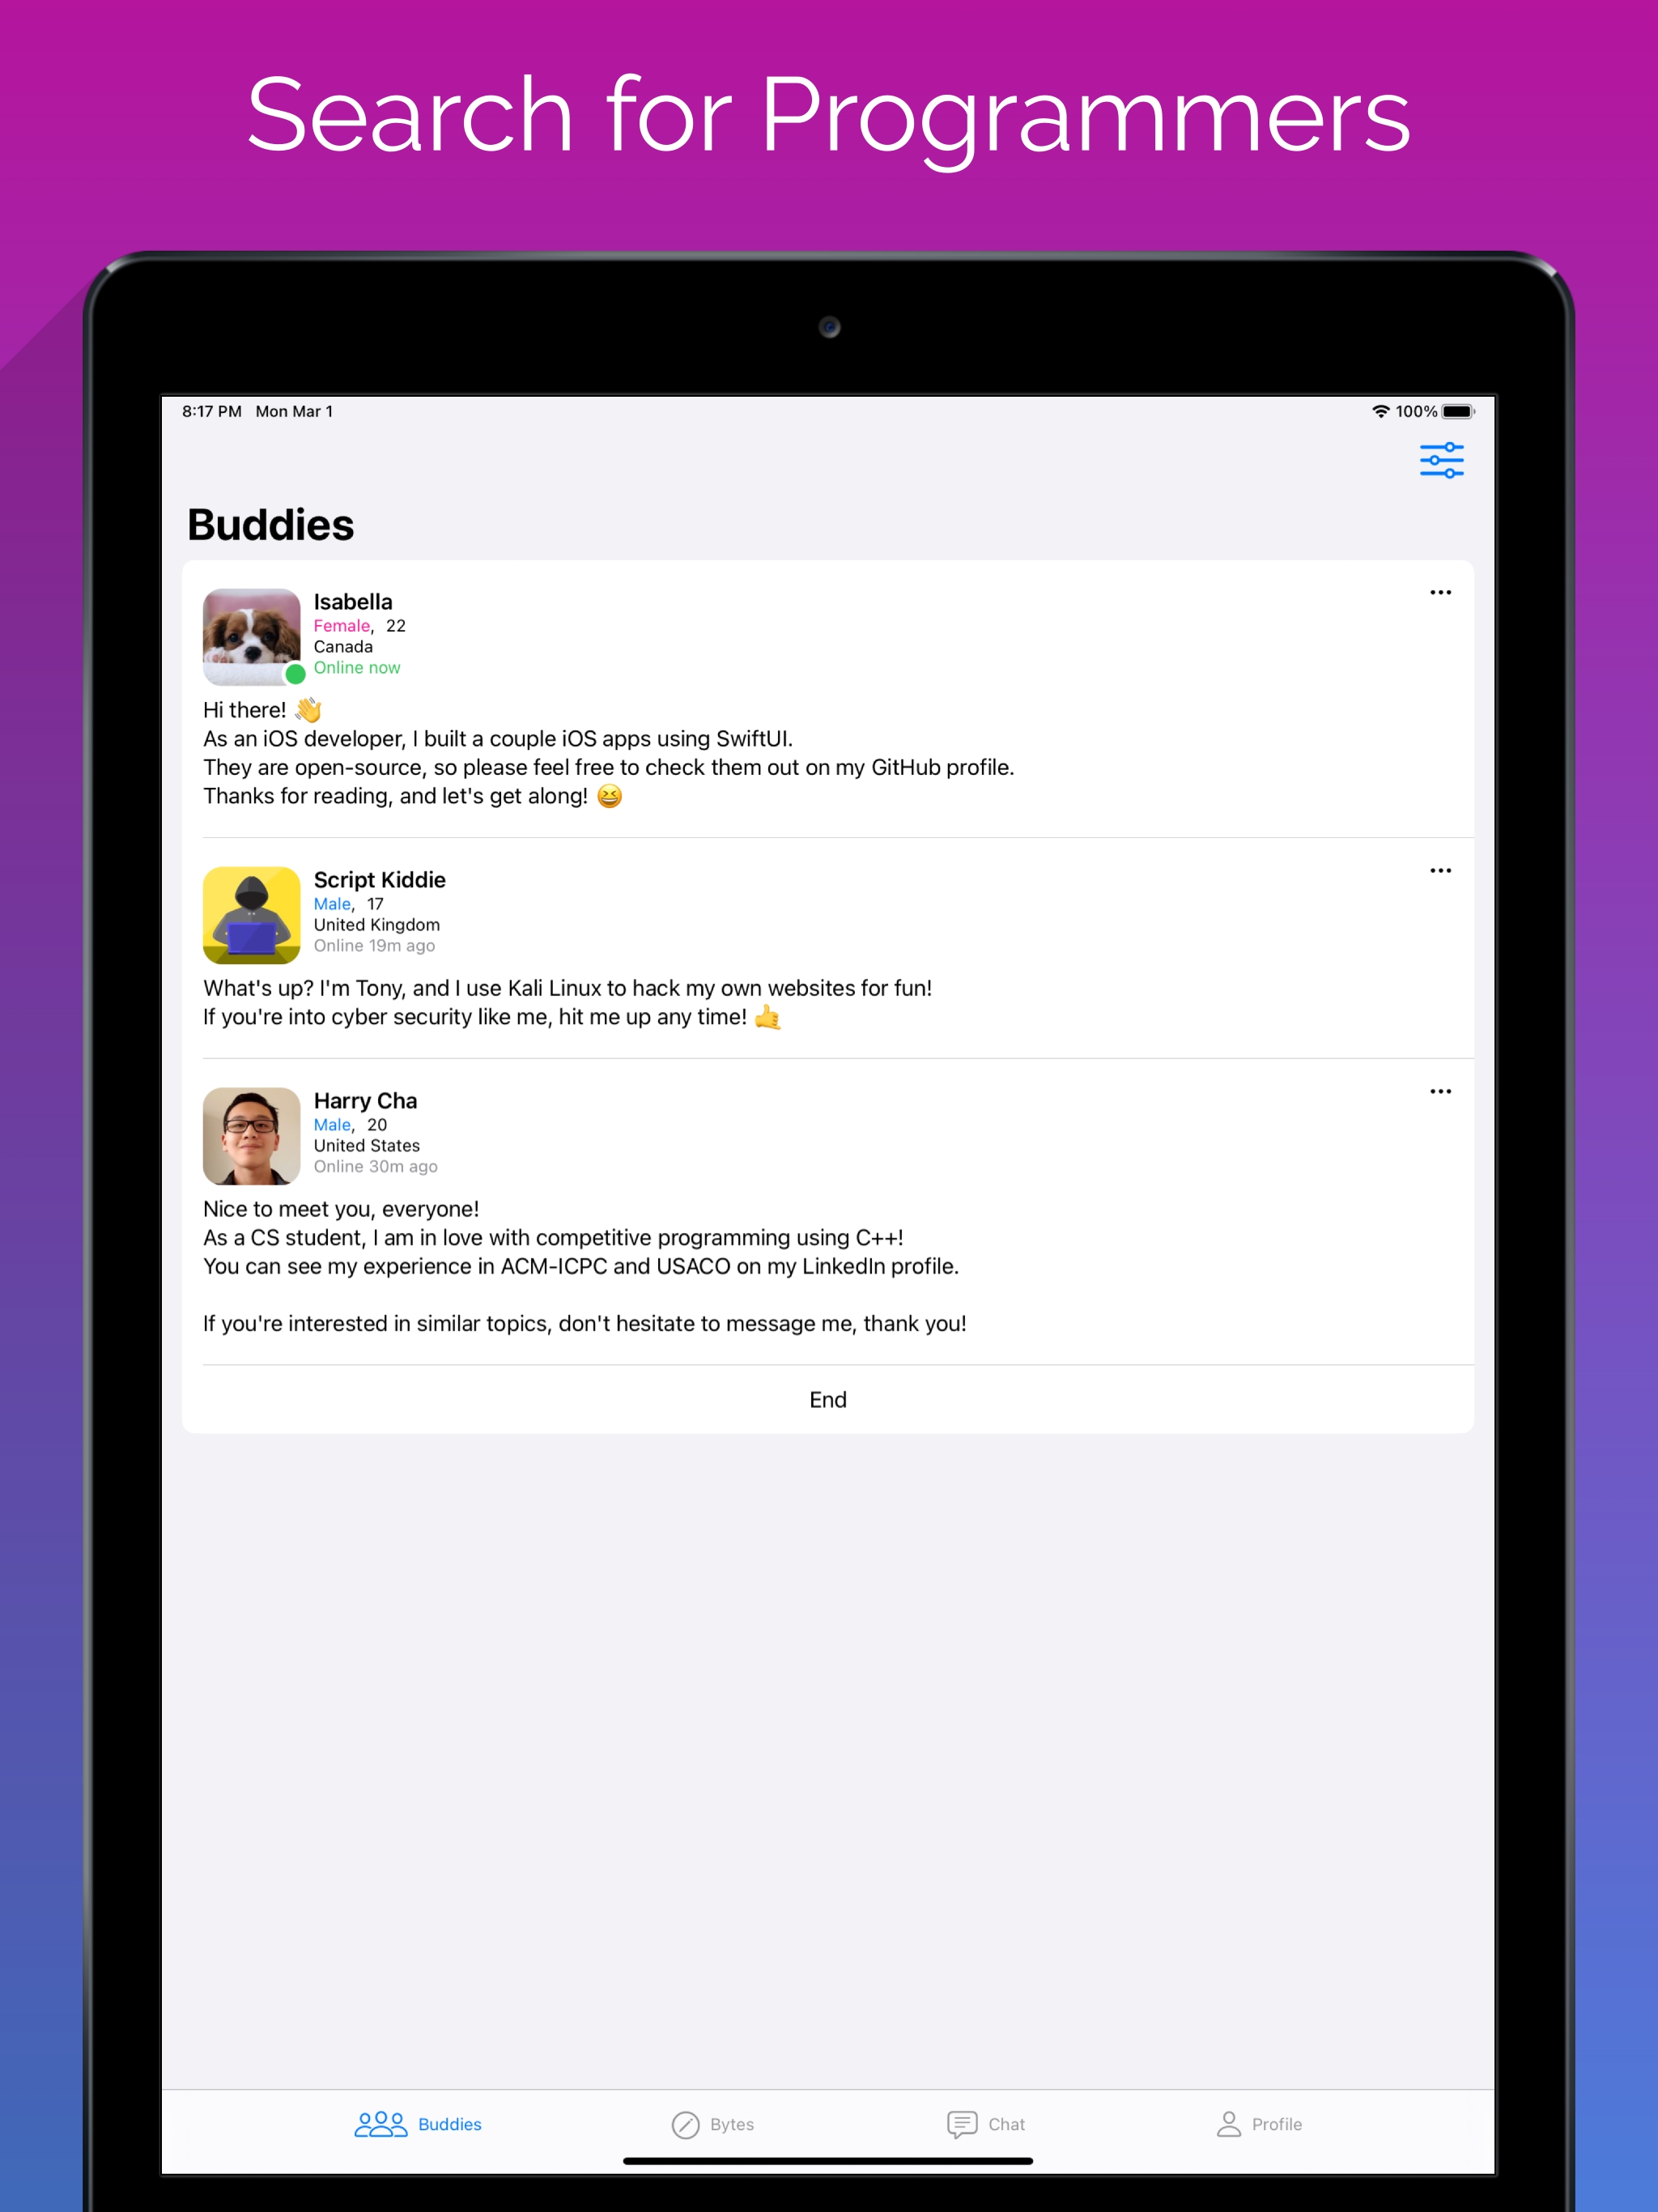 Search for Programmers
8:17 PM Mon Mar 1
100%
Buddies
Isabella
Female, 22
Canada
Online now
Hi there! 👋
As an iOS developer, I built a couple iOS apps using SwiftUI.
They are open-source, so please feel free to check them out on my GitHub profile.
Thanks for reading, and let's get along! 😆
Script Kiddie
Male, 17
United Kingdom
Online 19m ago
What's up? I'm Tony, and I use Kali Linux to hack my own websites for fun!
If you're into cyber security like me, hit me up any time! 🤙
Harry Cha
Male, 20
United States
Online 30m ago
Nice to meet you, everyone!
As a CS student, I am in love with competitive programming using C++!
You can see my experience in ACM-ICPC and USACO on my LinkedIn profile.
If you're interested in similar topics, don't hesitate to message me, thank you!
End
Buddies
Bytes
Chat
Profile